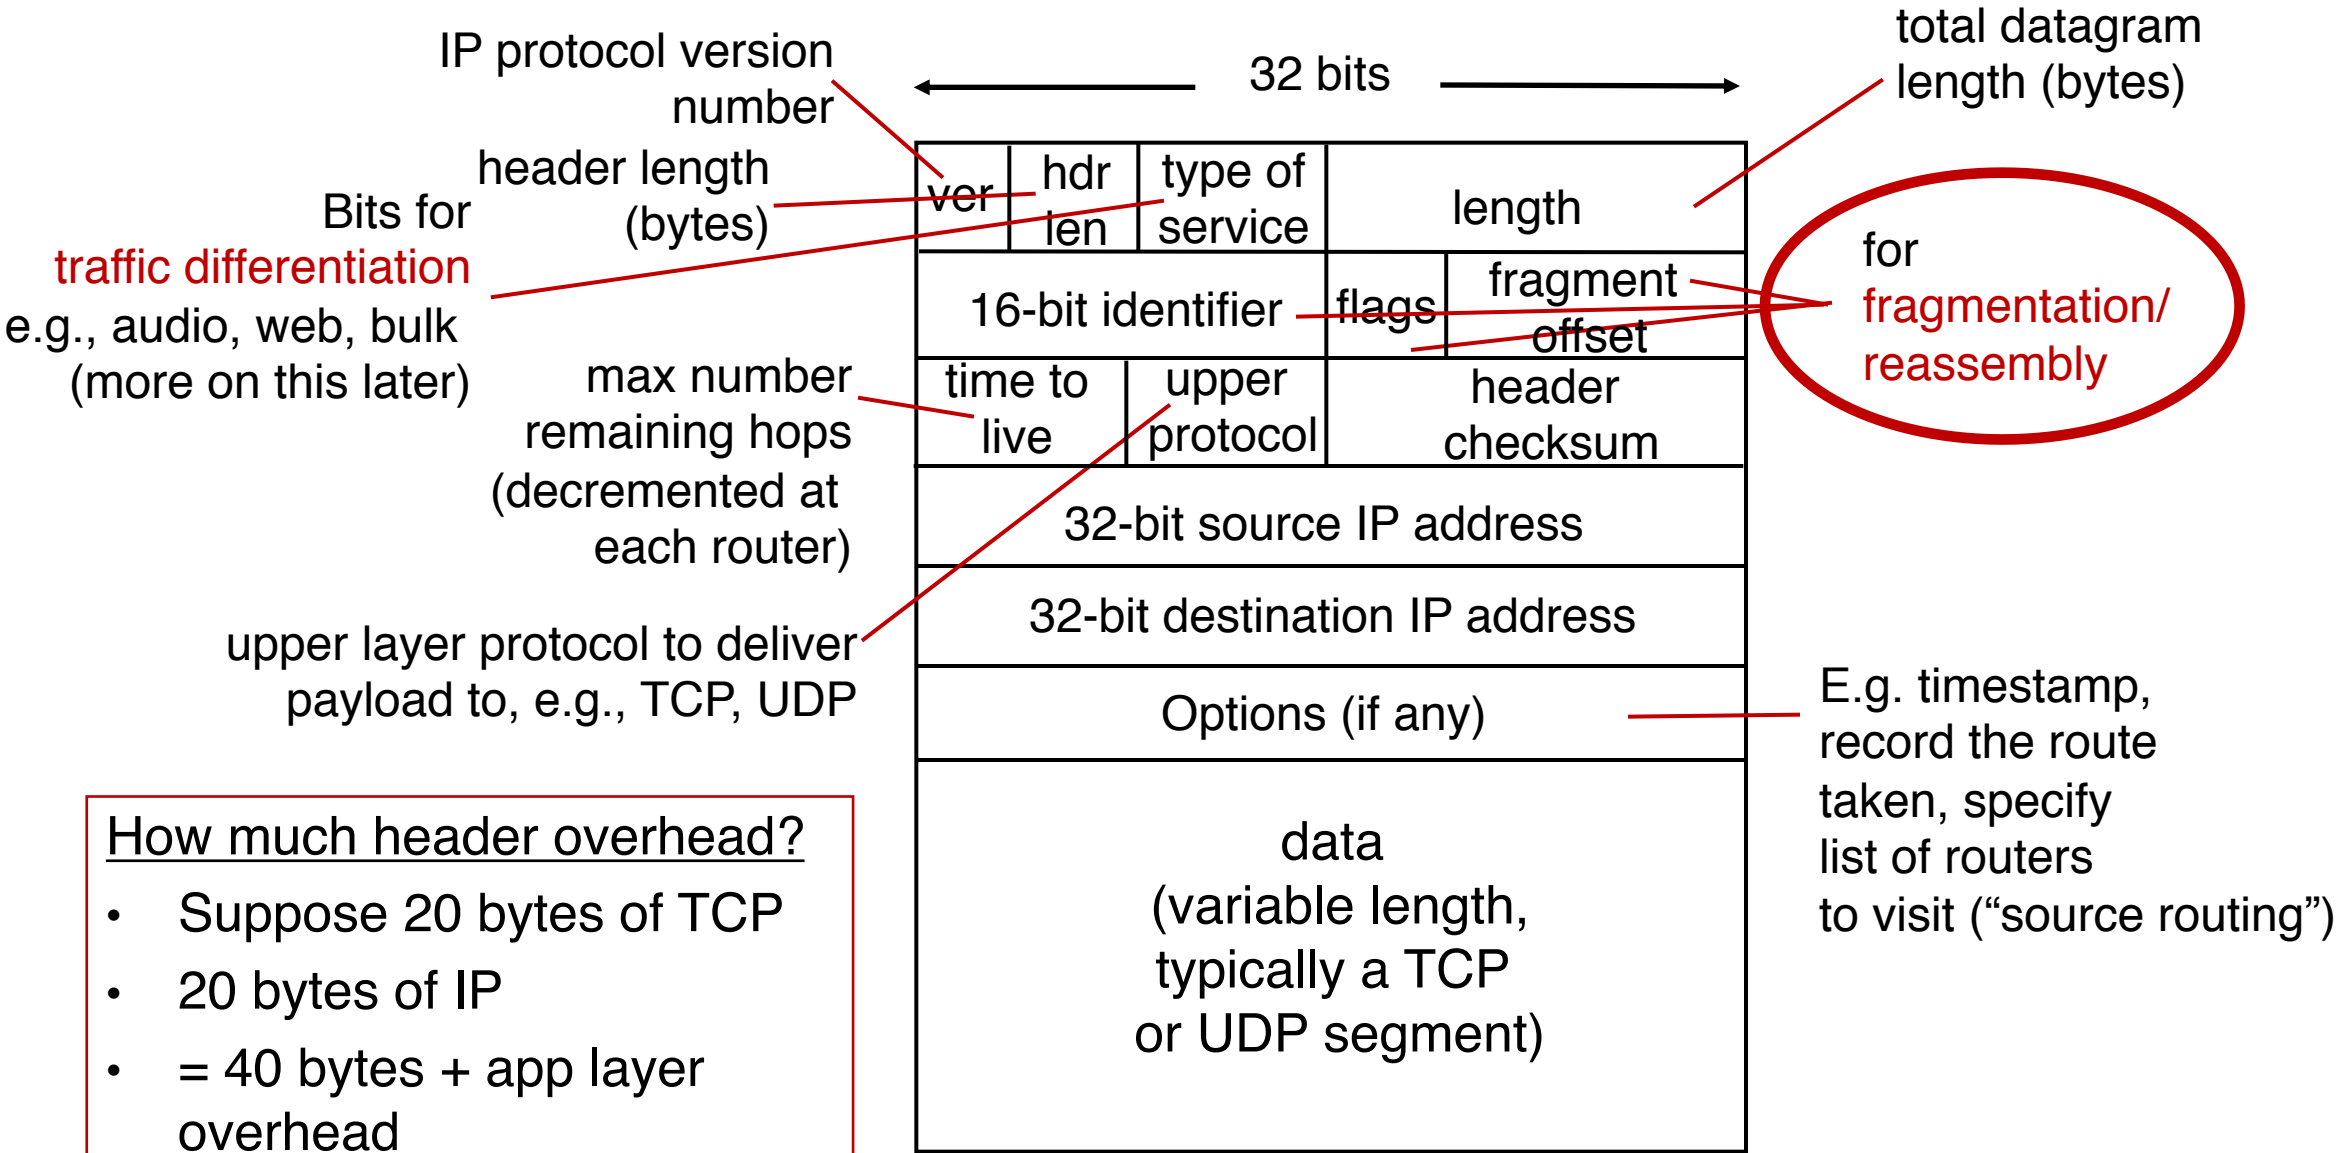 IP protocol version
number
32 bits
total datagram
length (bytes)
header length
(bytes)
Bits for
traffic differentiation
e.g., audio, web, bulk
(more on this later)
ver
hdr
len
type of
service
length
16-bit identifier
flags
fragment
offset
for
fragmentation/
reassembly
max number
remaining hops
(decremented at
each router)
time to
live
upper
protocol
header
checksum
32-bit source IP address
32-bit destination IP address
upper layer protocol to deliver
payload to, e.g., TCP, UDP
Options (if any)
E.g. timestamp,
record the route
taken, specify
list of routers
to visit (“source routing”)
data
(variable length,
typically a TCP
or UDP segment)
How much header overhead?
• Suppose 20 bytes of TCP
• 20 bytes of IP
• = 40 bytes + app layer
overhead